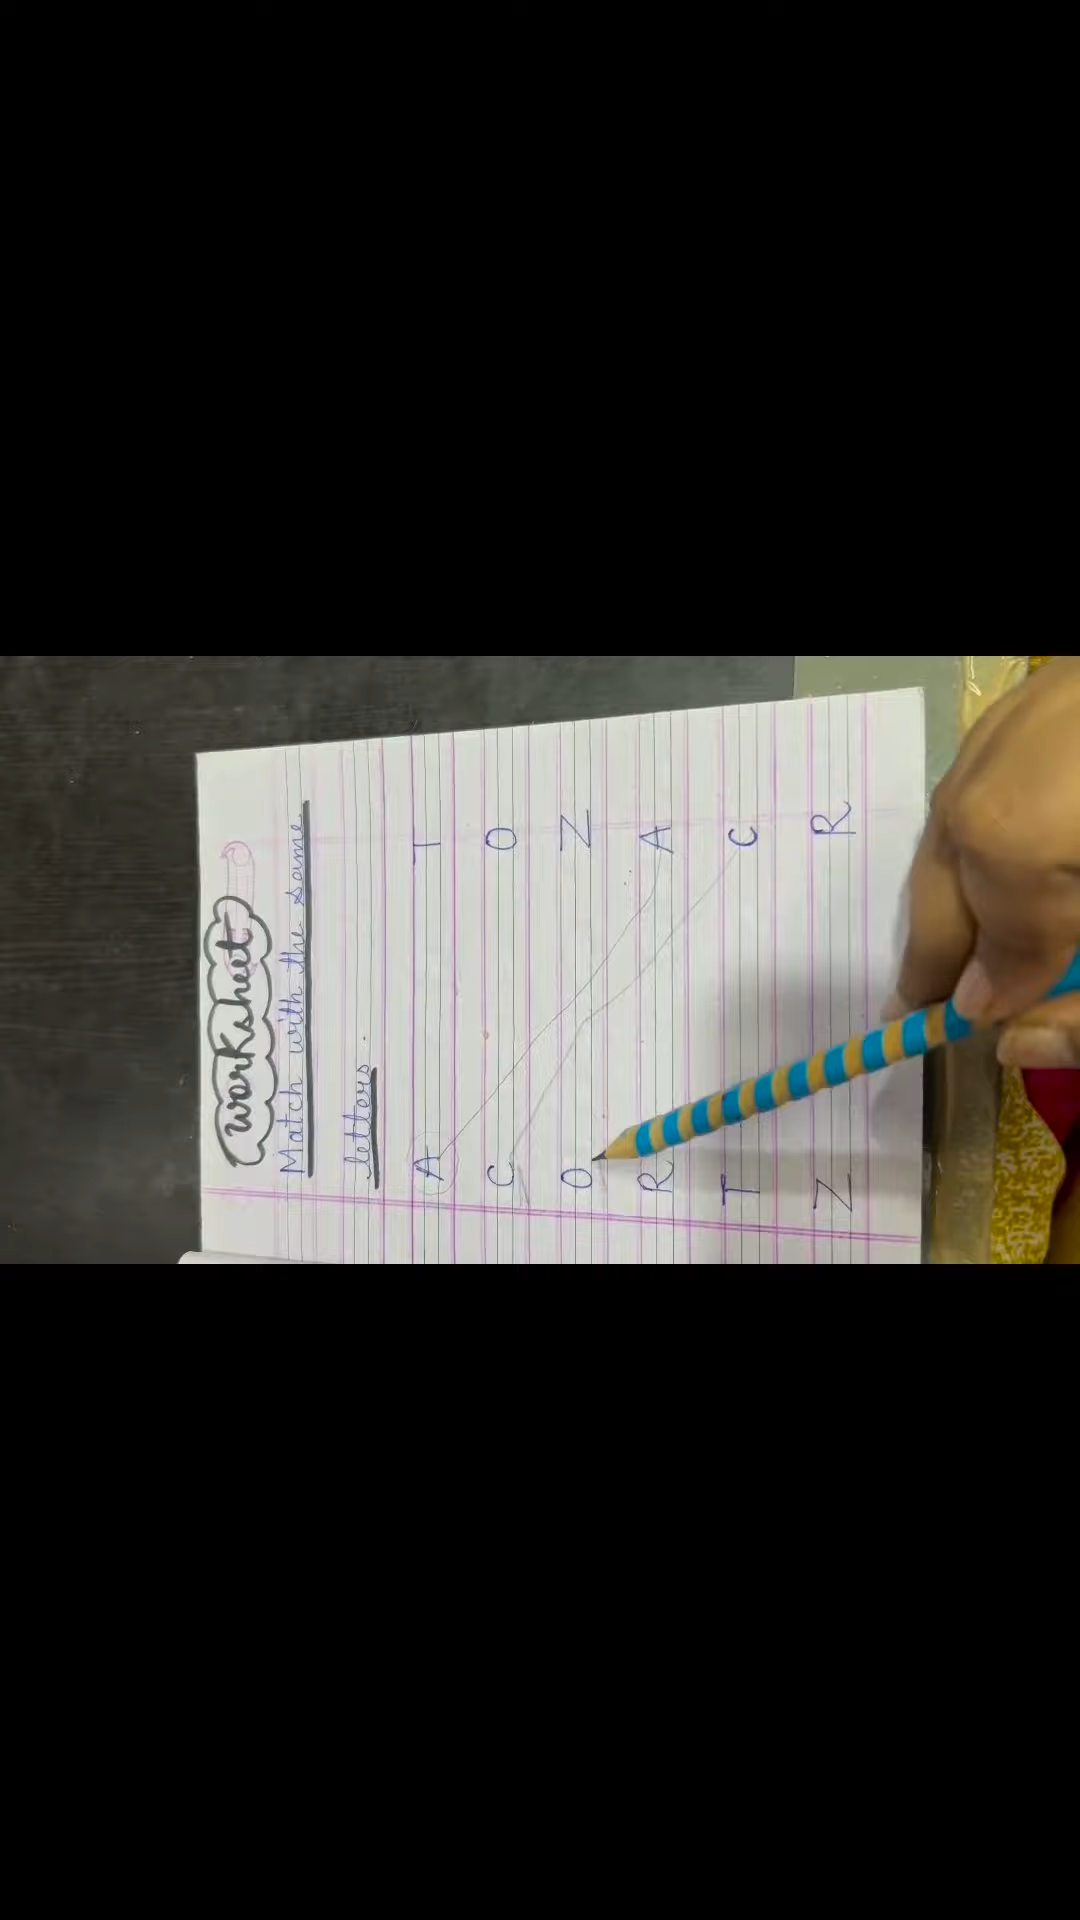 Worksheet
Match with the same
letters.
A T
C O
O Z
R A
T C
Z R